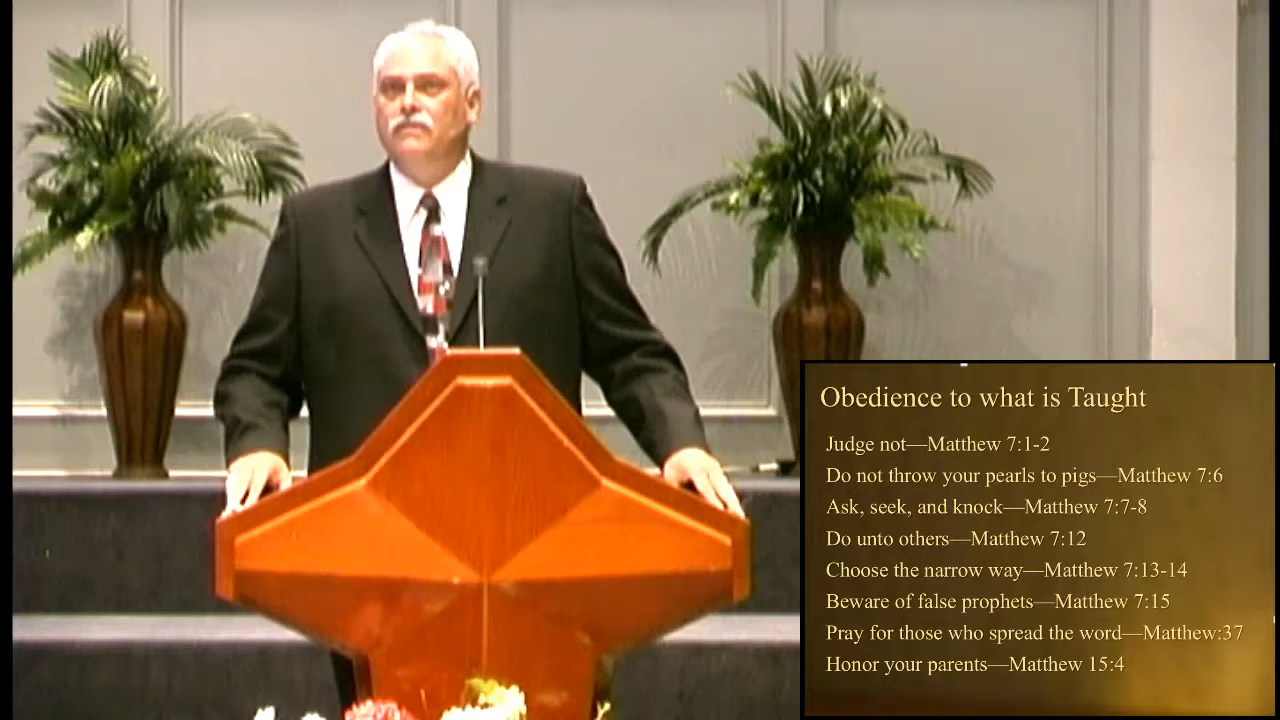 Obedience to what is Taught
Judge not—Matthew 7:1-2
Do not throw your pearls to pigs—Matthew 7:6
Ask, seek, and knock—Matthew 7:7-8
Do unto others—Matthew 7:12
Choose the narrow way—Matthew 7:13-14
Beware of false prophets—Matthew 7:15
Pray for those who spread the word—Matthew:37
Honor your parents—Matthew 15:4